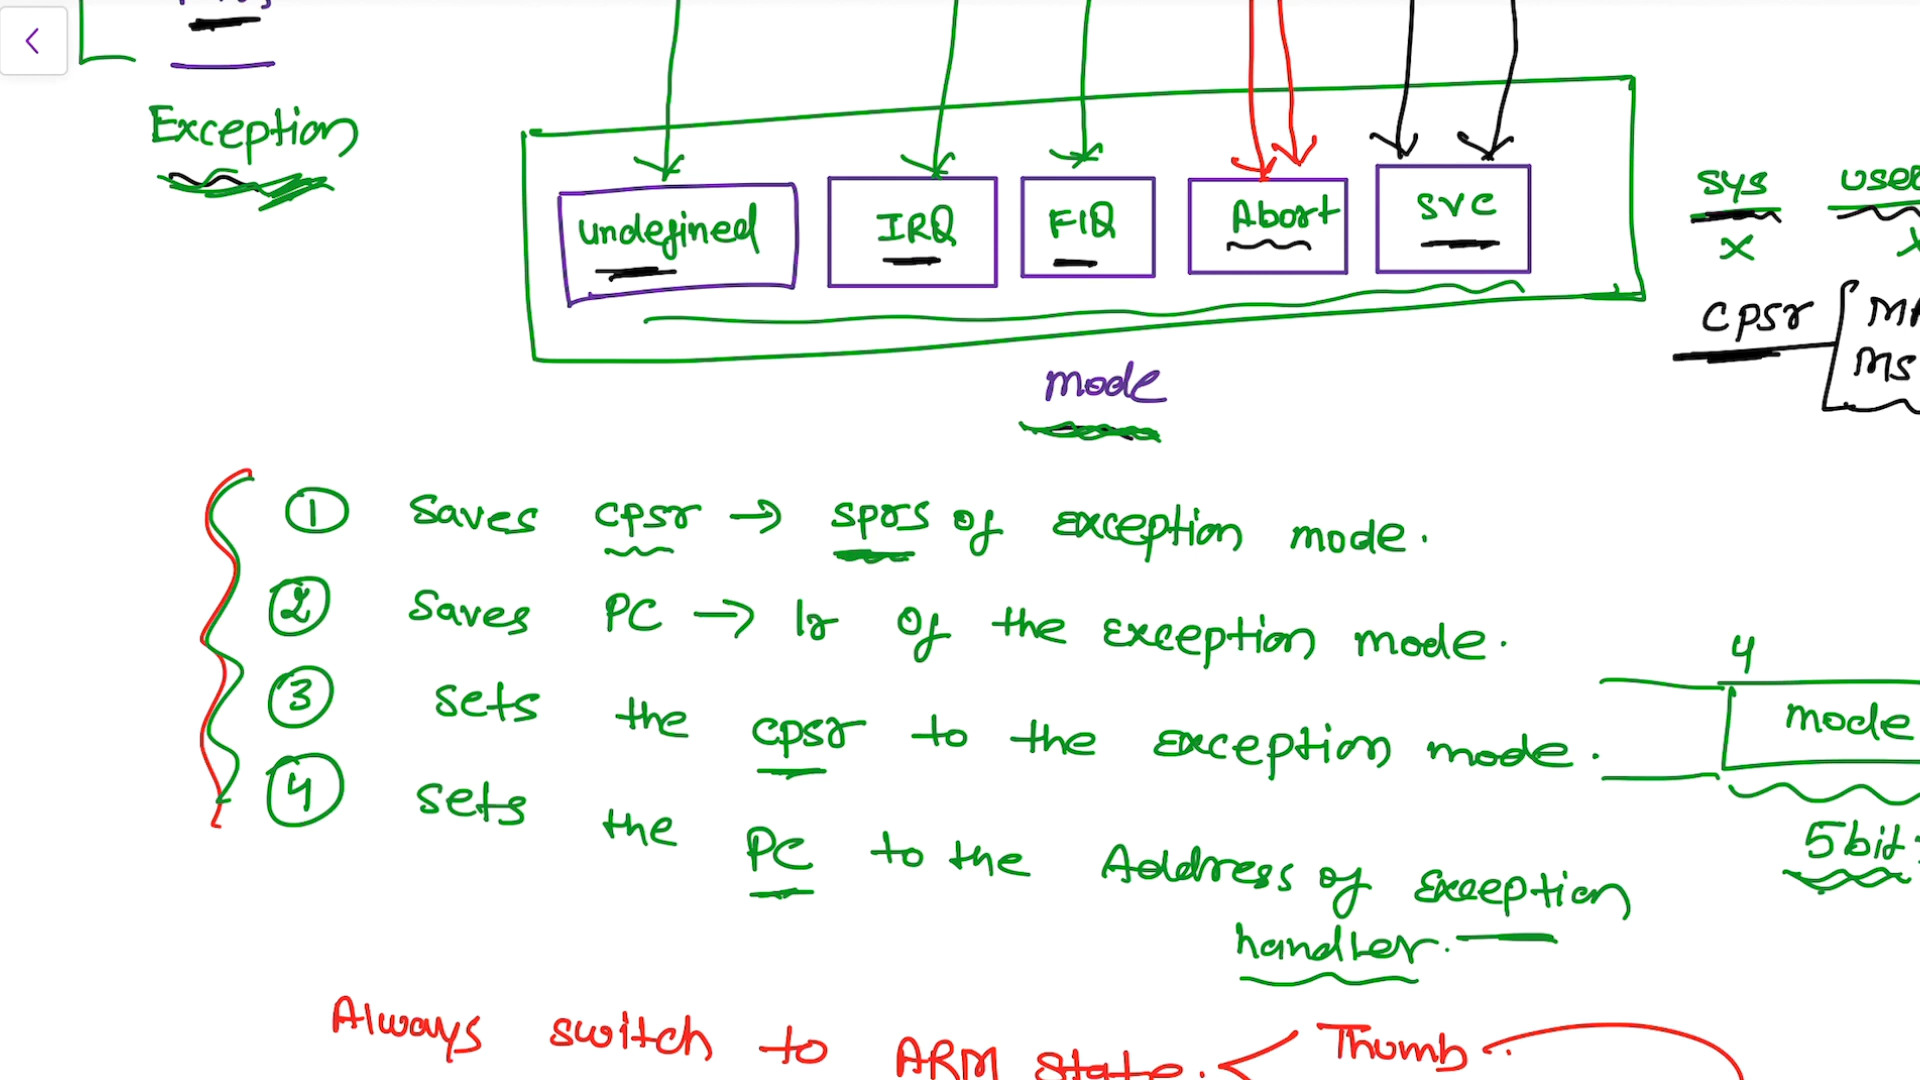 Exception
undefined IRQ FIQ Abort SVC
sys
x
cpsr
mode
① Saves cpsr → sprs of exception mode.
② Saves PC → lr of the exception mode.
③ sets the cpsr to the exception mode.
④ sets the PC to the Address of exception
handler.
4
mode
5bit
Always switch to ARM state. Thumb